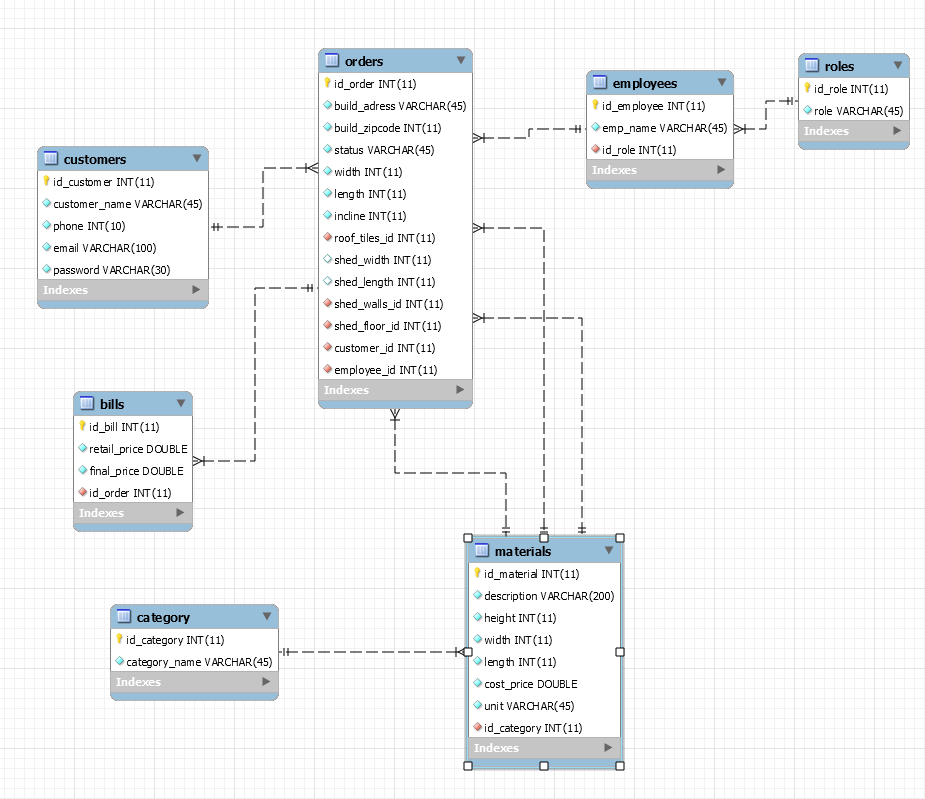 orders
id_order INT(11)
build_adress VARCHAR(45)
build_zipcode INT(11)
status VARCHAR(45)
width INT(11)
length INT(11)
incline INT(11)
roof_tiles_id INT(11)
shed_width INT(11)
shed_length INT(11)
shed_walls_id INT(11)
shed_floor_id INT(11)
customer_id INT(11)
employee_id INT(11)
Indexes
employees
id_employee INT(11)
emp_name VARCHAR(45)
id_role INT(11)
Indexes
roles
id_role INT(11)
role VARCHAR(45)
Indexes
customers
id_customer INT(11)
customer_name VARCHAR(45)
phone INT(10)
email VARCHAR(100)
password VARCHAR(30)
Indexes
bills
id_bill INT(11)
retail_price DOUBLE
final_price DOUBLE
id_order INT(11)
Indexes
materials
id_material INT(11)
description VARCHAR(200)
height INT(11)
width INT(11)
length INT(11)
cost_price DOUBLE
unit VARCHAR(45)
id_category INT(11)
Indexes
category
id_category INT(11)
category_name VARCHAR(45)
Indexes